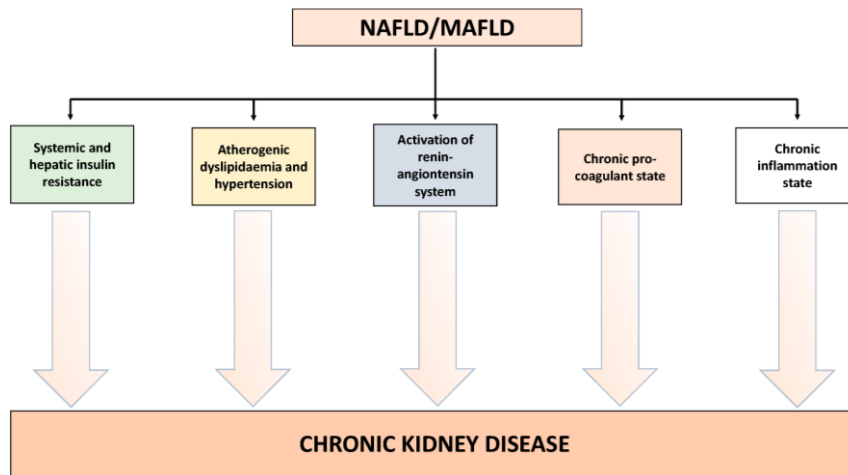 NAFLD/MAFLD
Systemic and
hepatic insulin
resistance
Atherogenic
dyslipidaemia and
hypertension
Activation of
renin-
angiotensin
system
Chronic pro-
coagulant state
Chronic
inflammation
state
CHRONIC KIDNEY DISEASE